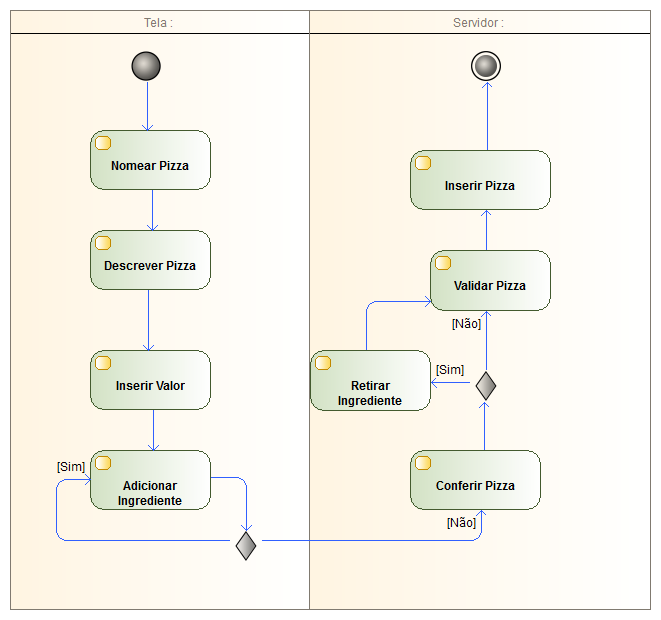 Tela :
Nomear Pizza
Descrever Pizza
Inserir Valor
[Sim]
Adicionar
Ingrediente
Servidor :
Inserir Pizza
Validar Pizza
[Não]
[Sim]
Retirar
Ingrediente
Conferir Pizza
[Não]